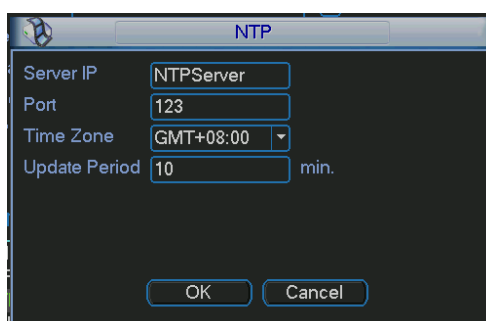 NTP
Server IP NTPServer
Port 123
Time Zone GMT+08:00
Update Period 10 min.
OK Cancel